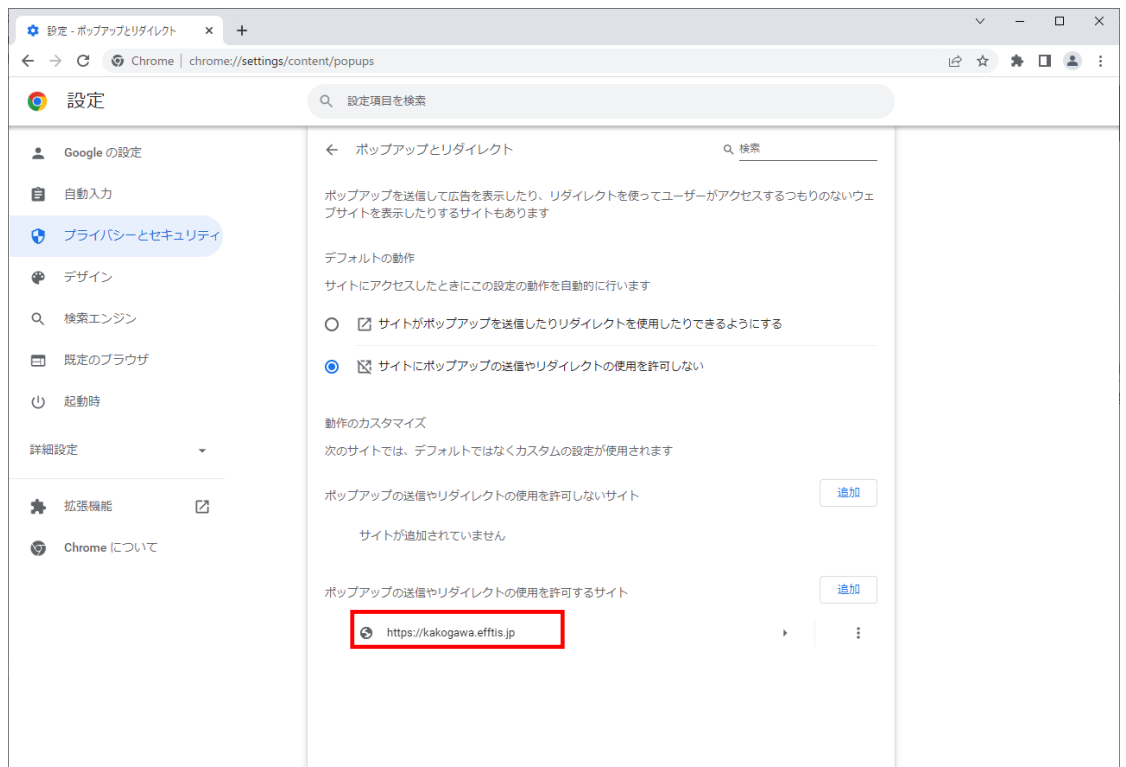 設定 - ポップアップとリダイレクト
Chrome | chrome://settings/content/popups
設定
設定項目を検索
Google の設定
自動入力
プライバシーとセキュリティ
デザイン
検索エンジン
既定のブラウザ
起動時
詳細設定
拡張機能
Chrome について
ポップアップとリダイレクト
検索
ポップアップを送信して広告を表示したり、リダイレクトを使ってユーザーがアクセスするつもりのないウェ
ブサイトを表示したりするサイトもあります
デフォルトの動作
サイトにアクセスしたときにこの設定の動作を自動的に行います
サイトがポップアップを送信したりリダイレクトを使用したりできるようにする
サイトにポップアップの送信やリダイレクトの使用を許可しない
動作のカスタマイズ
次のサイトでは、デフォルトではなくカスタムの設定が使用されます
ポップアップの送信やリダイレクトの使用を許可しないサイト
追加
サイトが追加されていません
ポップアップの送信やリダイレクトの使用を許可するサイト
追加
https://kakogawa.efftis.jp